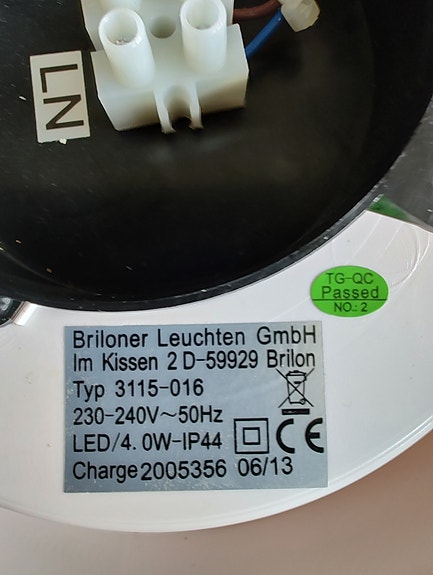 LN
TG-QC
Passed
NO.: 2
Briloner Leuchten GmbH
Im Kissen 2 D-59929 Brilon
Typ 3115-016
230-240V~50Hz
LED/4.0W-IP44 CE
Charge 2005356 06/13